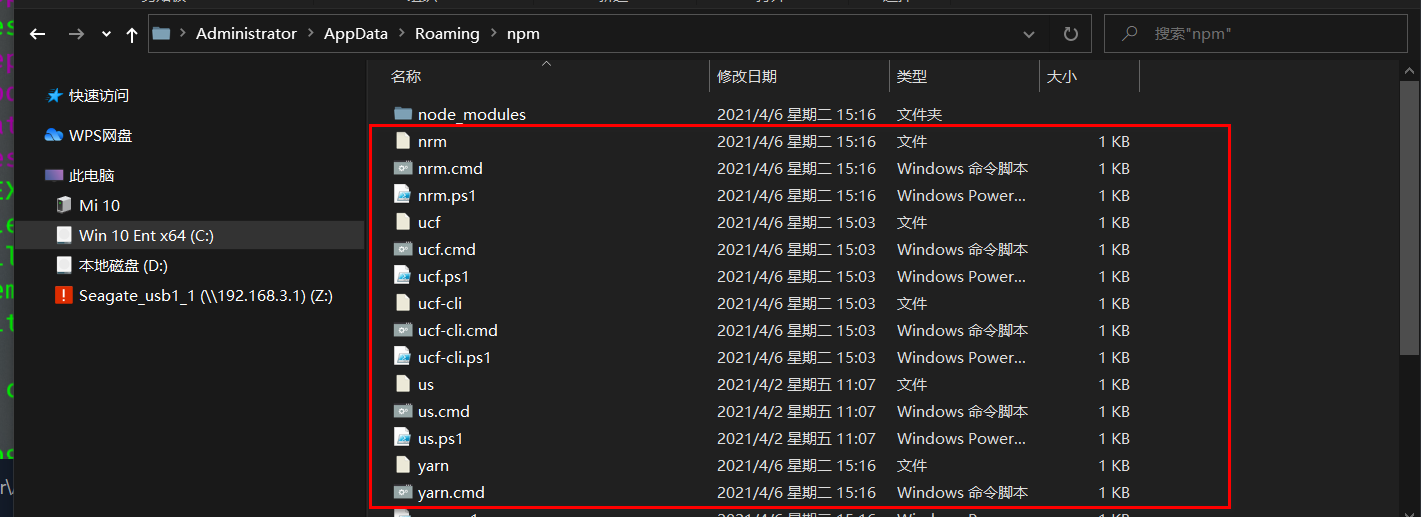 Administrator AppData Roaming npm 搜索"npm"
名称 修改日期 类型 大小
快速访问
WPS网盘
此电脑
Mi 10
Win 10 Ent x64 (C:)
本地磁盘 (D:)
Seagate_usb1_1 (\\192.168.3.1) (Z:)
node_modules 2021/4/6 星期二 15:16 文件夹
nrm 2021/4/6 星期二 15:16 文件 1 KB
nrm.cmd 2021/4/6 星期二 15:16 Windows 命令脚本 1 KB
nrm.ps1 2021/4/6 星期二 15:16 Windows Power... 1 KB
ucf 2021/4/6 星期二 15:03 文件 1 KB
ucf.cmd 2021/4/6 星期二 15:03 Windows 命令脚本 1 KB
ucf.ps1 2021/4/6 星期二 15:03 Windows Power... 1 KB
ucf-cli 2021/4/6 星期二 15:03 文件 1 KB
ucf-cli.cmd 2021/4/6 星期二 15:03 Windows 命令脚本 1 KB
ucf-cli.ps1 2021/4/6 星期二 15:03 Windows Power... 1 KB
us 2021/4/2 星期五 11:07 文件 1 KB
us.cmd 2021/4/2 星期五 11:07 Windows 命令脚本 1 KB
us.ps1 2021/4/2 星期五 11:07 Windows Power... 1 KB
yarn 2021/4/6 星期二 15:16 文件 1 KB
yarn.cmd 2021/4/6 星期二 15:16 Windows 命令脚本 1 KB